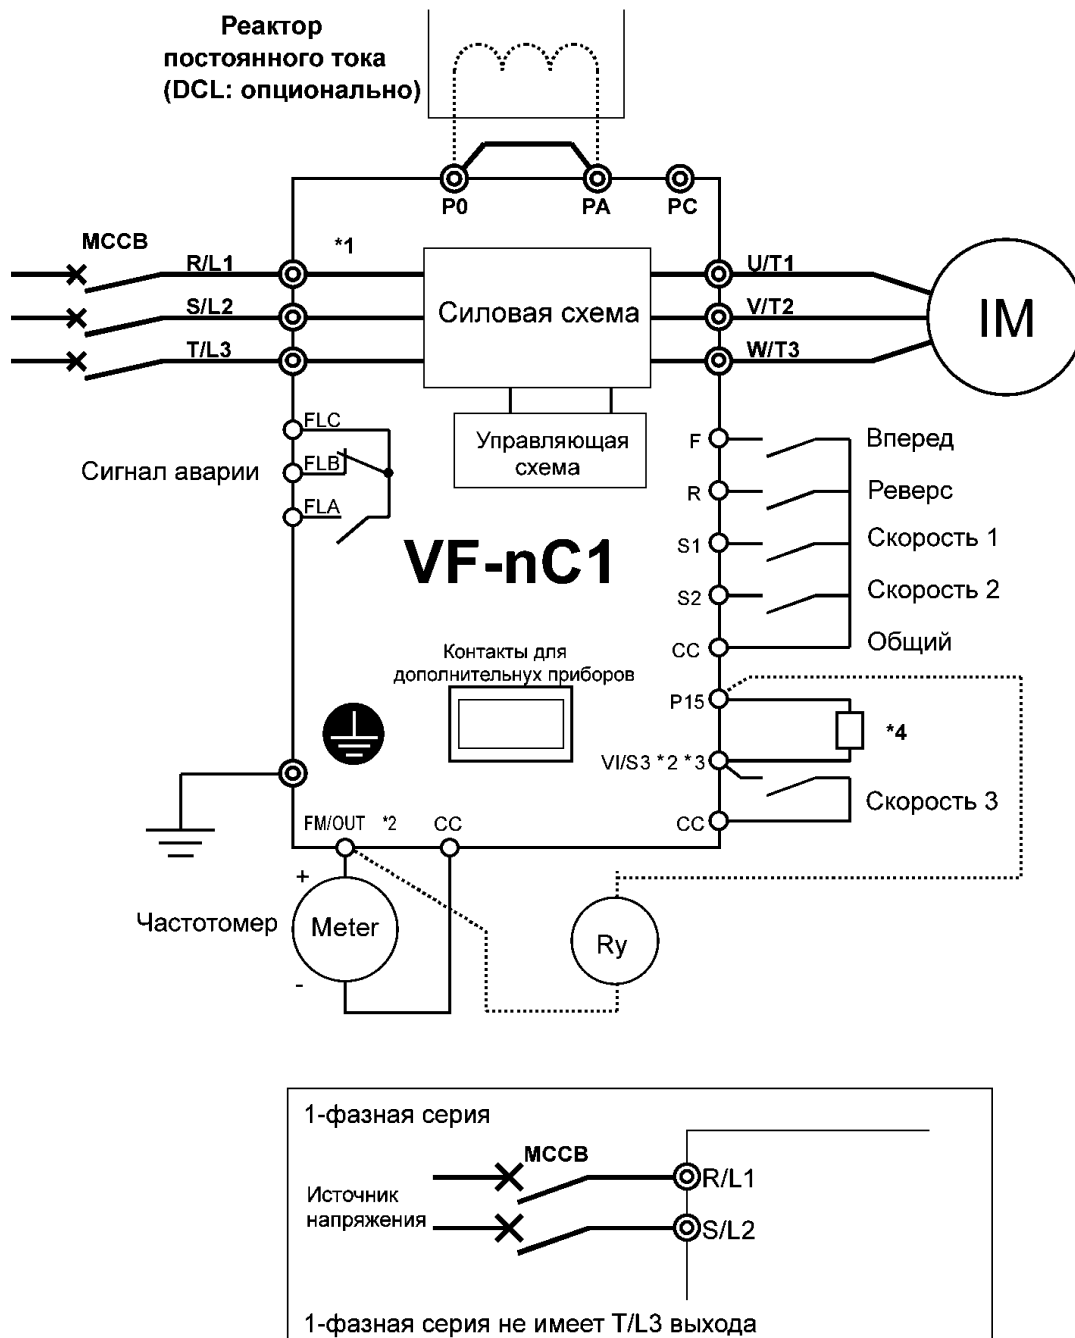 Реактор
постоянного тока
(DCL: опционально)
P0 PA PC
MCCB
*1
R/L1
S/L2
T/L3
Силовая схема
U/T1
V/T2
W/T3
IM
FLC
FLB
FLA
Сигнал аварии
Управляющая
схема
F Вперед
R Реверс
S1 Скорость 1
S2 Скорость 2
CC Общий
VF-nC1
Контакты для
дополнительнух приборов
P15
*4
VI/S3 *2 *3
Скорость 3
CC
FM/OUT *2 CC
+
Частотомер Meter
-
Ry
1-фазная серия
MCCB
Источник
напряжения
R/L1
S/L2
1-фазная серия не имеет T/L3 выхода